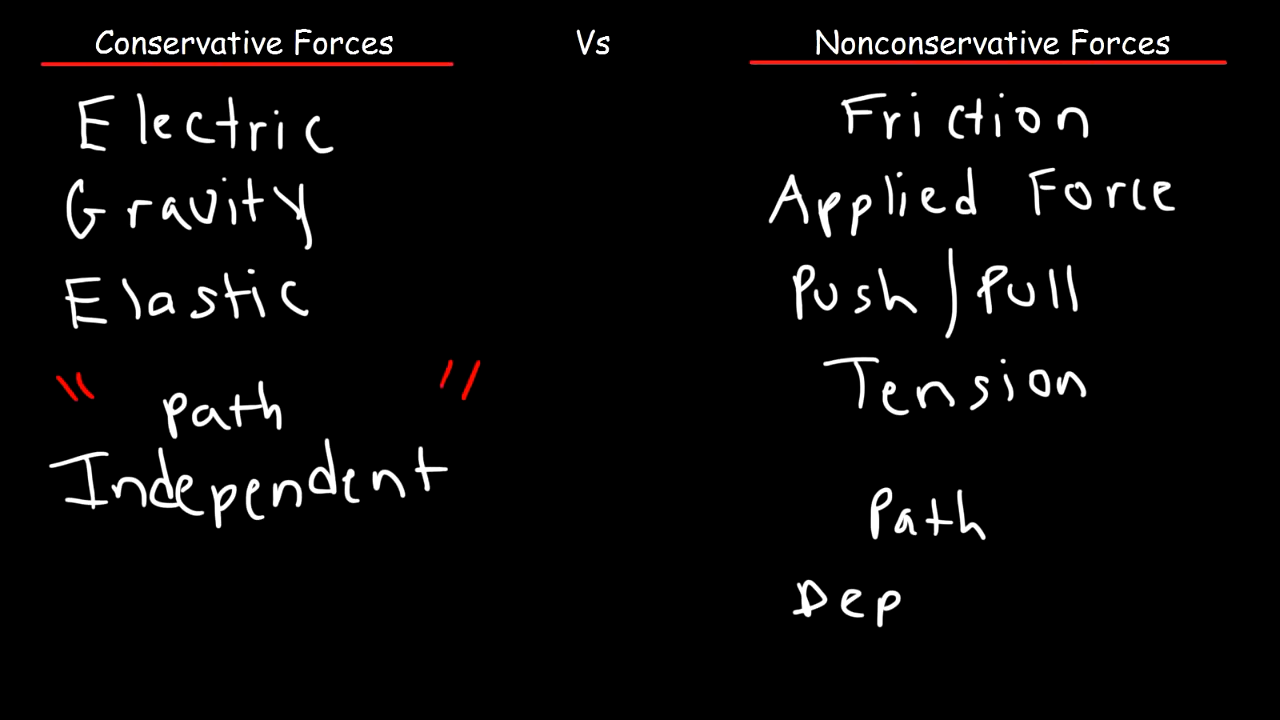 Conservative Forces Vs Nonconservative Forces
Electric
Gravity
Elastic
" Path "
Independent
Friction
Applied Force
Push/Pull
Tension
Path
Dep